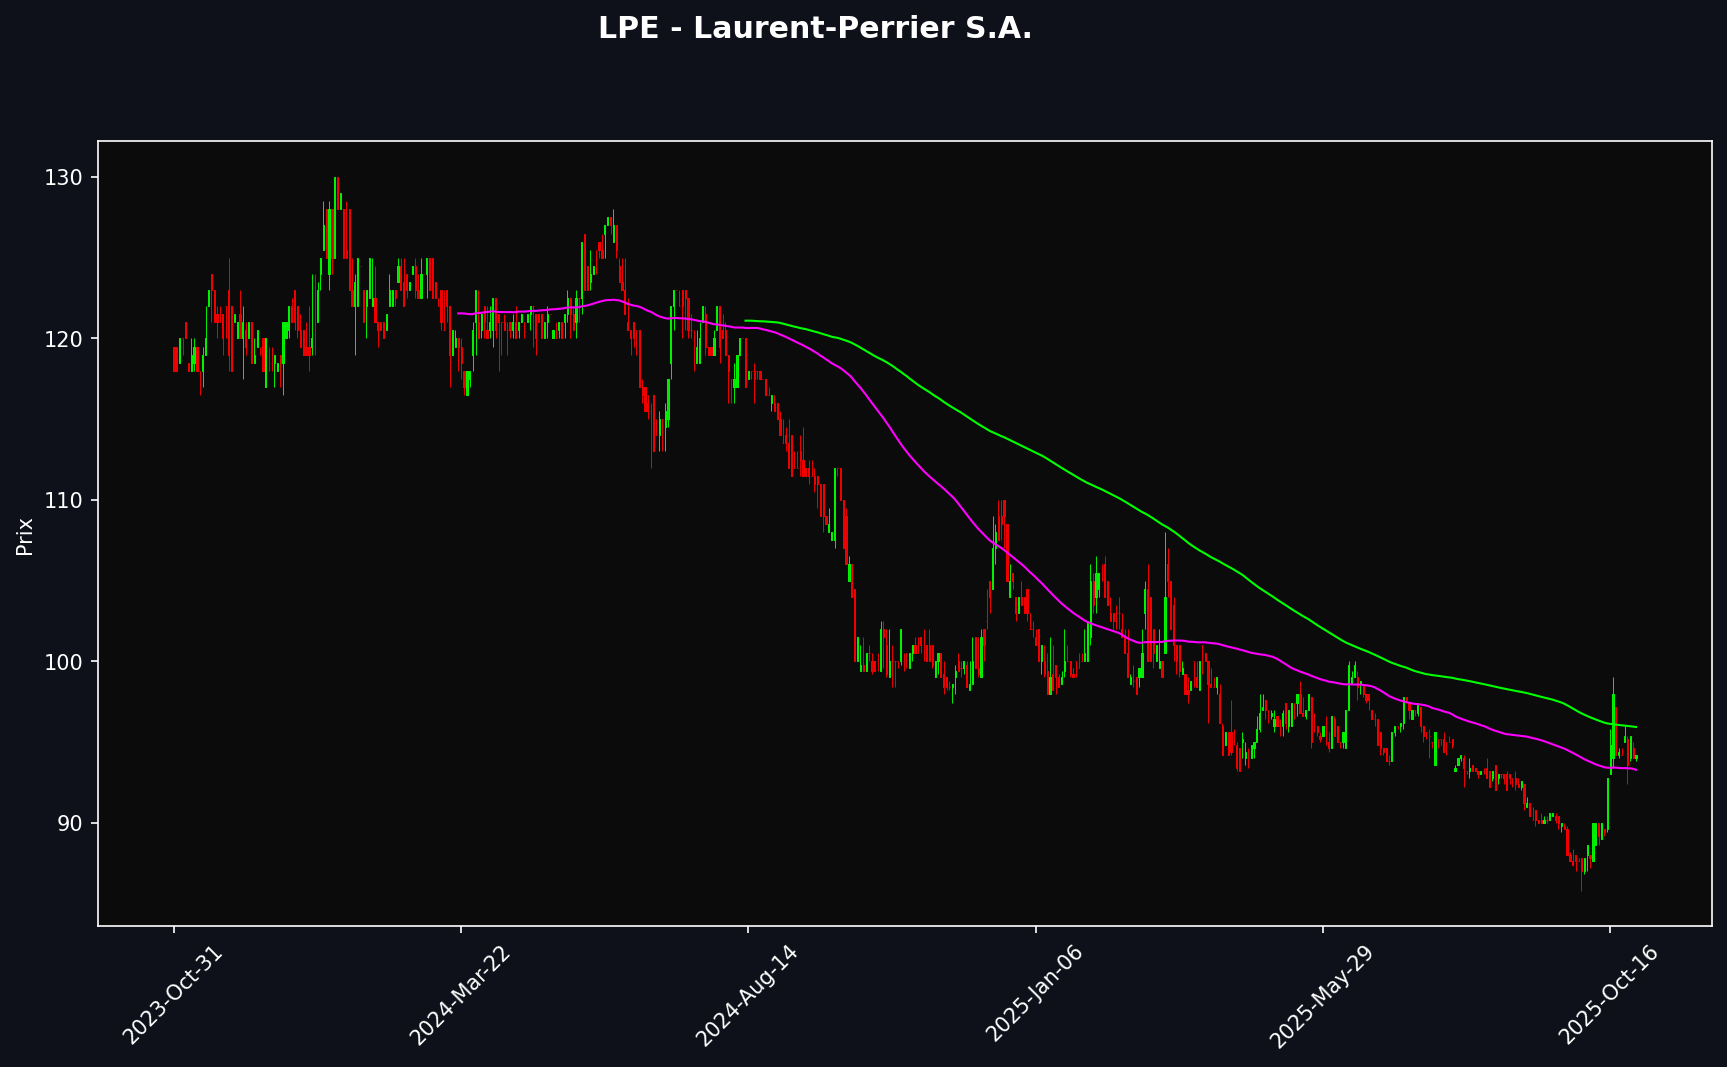 LPE - Laurent-Perrier S.A.
130
120
110
100
90
Prix
2023-Oct-31
2024-Mar-22
2024-Aug-14
2025-Jan-06
2025-May-29
2025-Oct-16